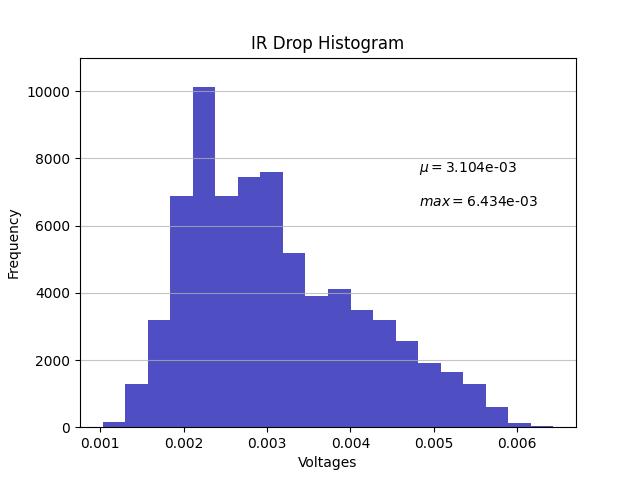 IR Drop Histogram
10000
8000
6000
4000
2000
0
Frequency
μ = 3.104e-03
max = 6.434e-03
0.001 0.002 0.003 0.004 0.005 0.006
Voltages